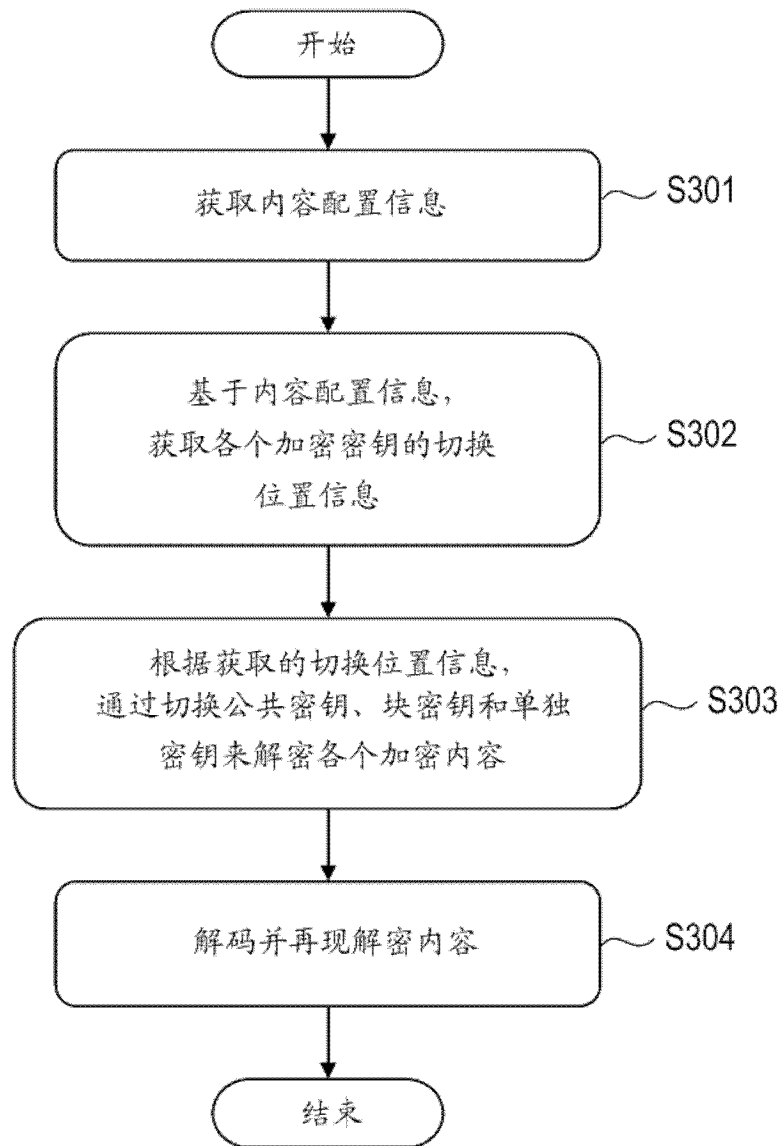 开始
获取内容配置信息
S301
基于内容配置信息，
获取各个加密密钥的切换
位置信息
S302
根据获取的切换位置信息，
通过切换公共密钥、块密钥和单独
密钥来解密各个加密内容
S303
解码并再现解密内容
S304
结束